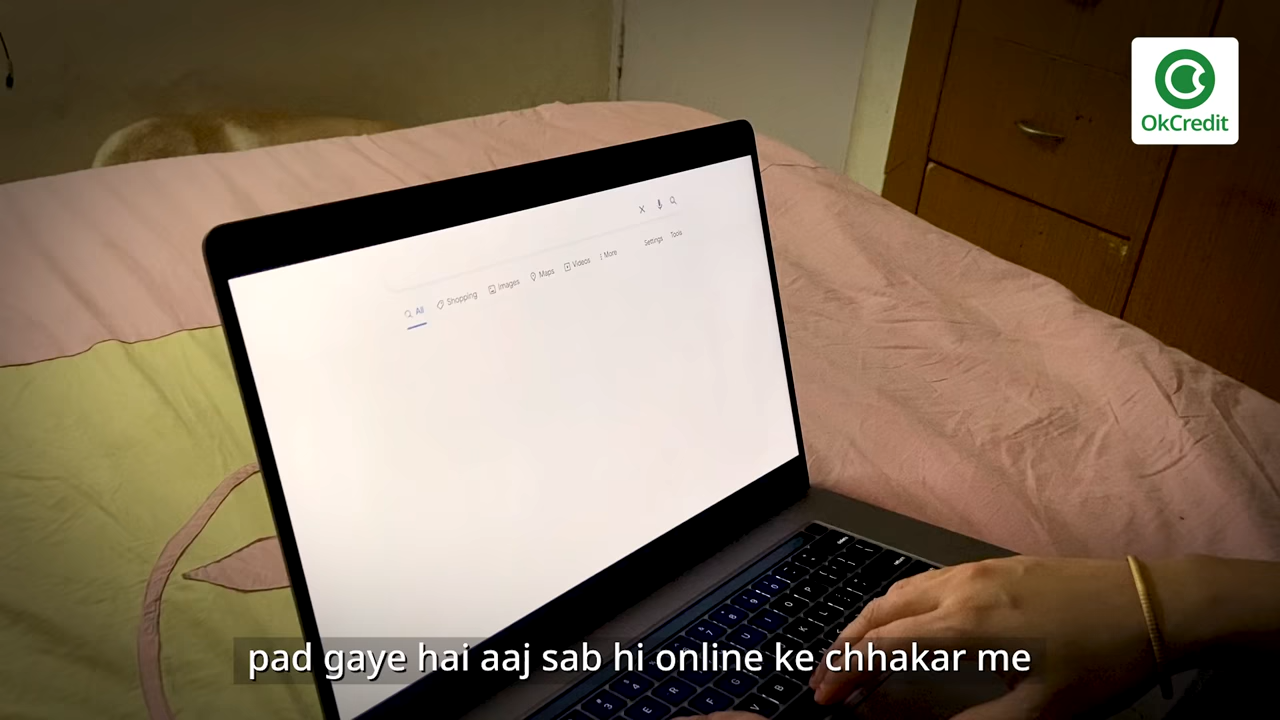 OkCredit
Settings Tools
All Shopping Images Maps Videos More
pad gaye hai aaj sab hi online ke chhakar me